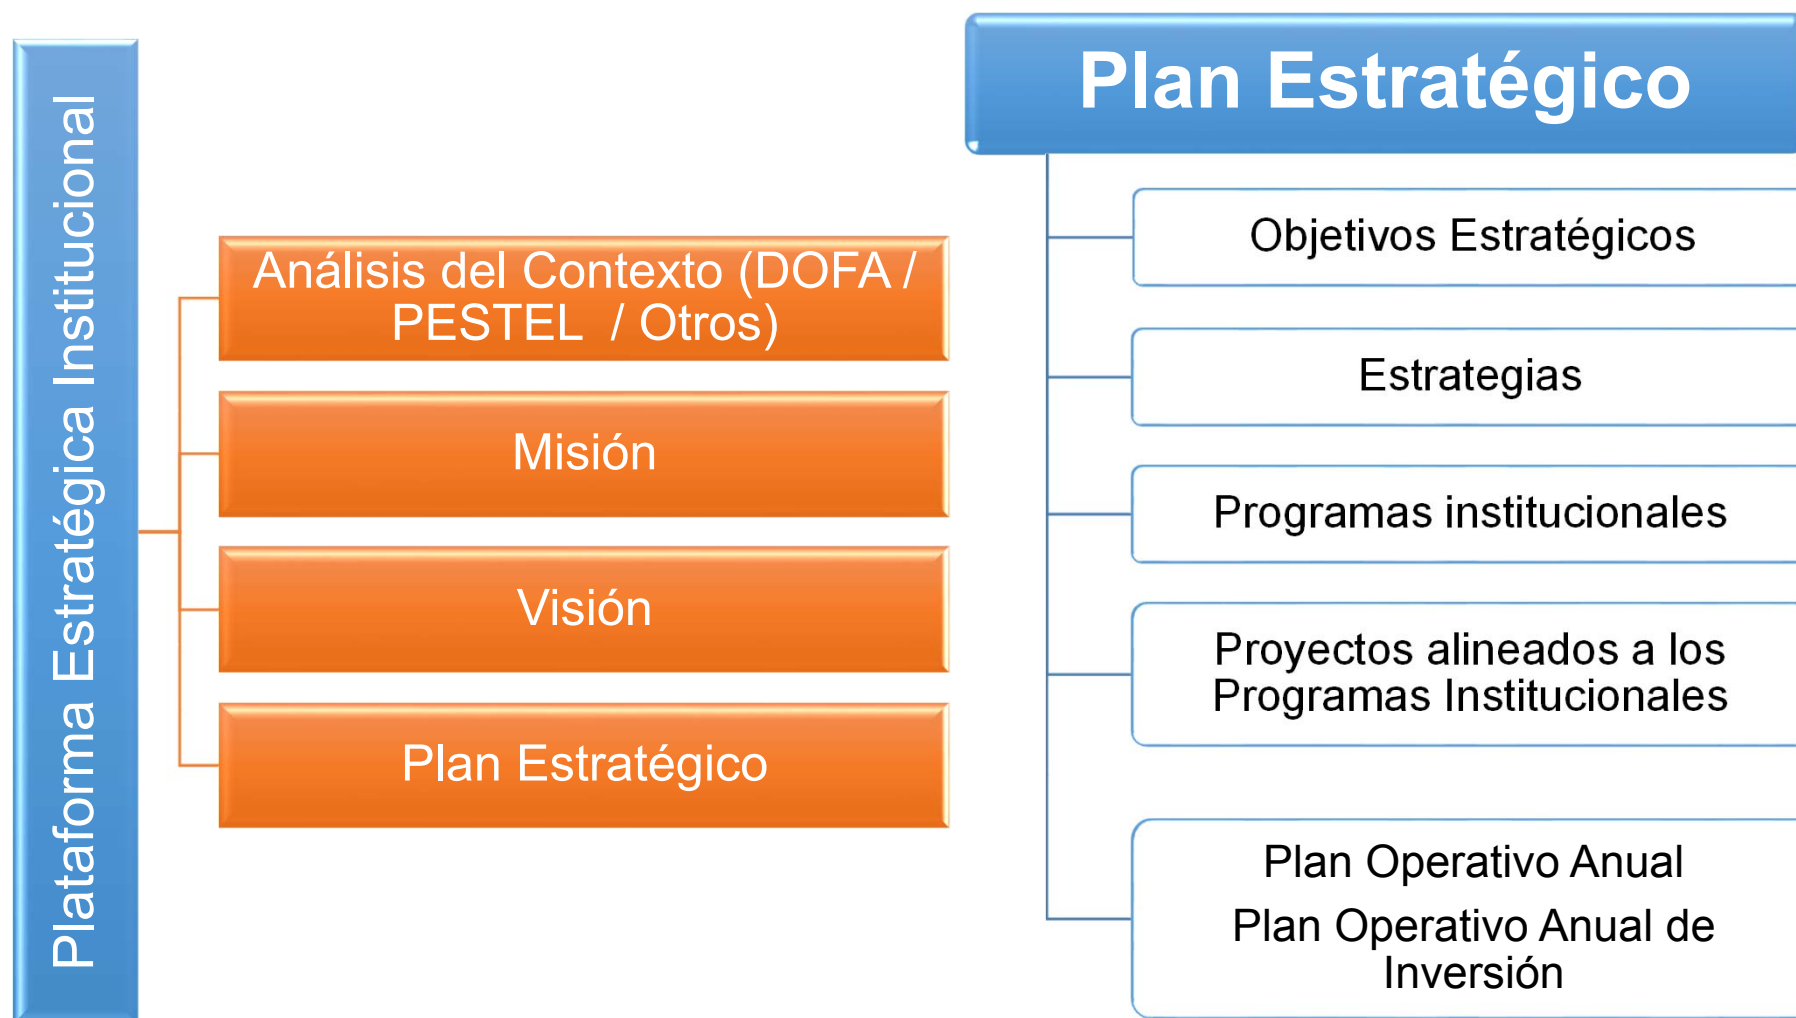 Plataforma Estratégica Institucional
Análisis del Contexto (DOFA /
PESTEL / Otros)
Misión
Visión
Plan Estratégico
Plan Estratégico
Objetivos Estratégicos
Estrategias
Programas institucionales
Proyectos alineados a los
Programas Institucionales
Plan Operativo Anual
Plan Operativo Anual de
Inversión